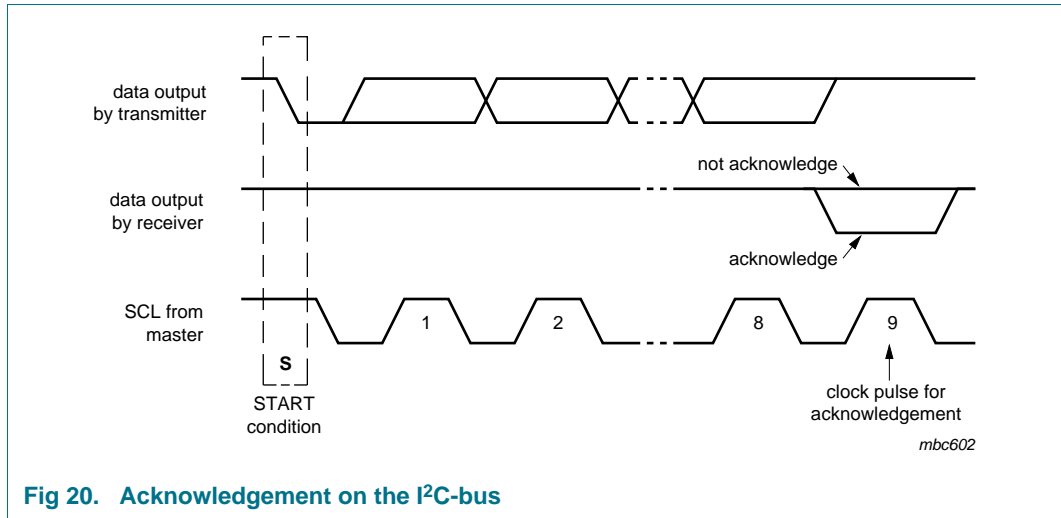 data output
by transmitter
not acknowledge
data output
by receiver
acknowledge
SCL from
master
1
2
8
9
S
START
condition
clock pulse for
acknowledgement
mbc602
Fig 20. Acknowledgement on the I²C-bus